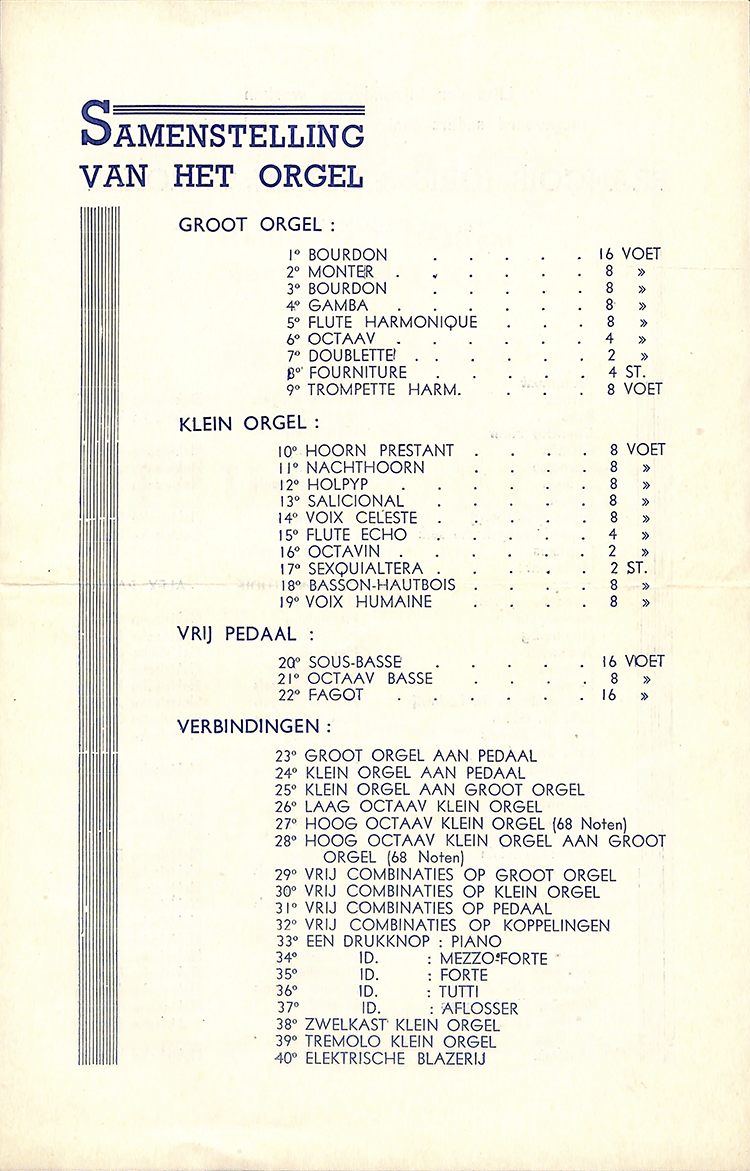 SAMENSTELLING
VAN HET ORGEL
GROOT ORGEL :
1° BOURDON . . . . . 16 VOET
2° MONTER . . . . . . 8 »
3° BOURDON . . . . . 8 »
4° GAMBA . . . . . . 8 »
5° FLUTE HARMONIQUE . . . 8 »
6° OCTAAV . . . . . . 4 »
7° DOUBLETTE . . . . . . 2 »
8° FOURNITURE . . . . . 4 ST.
9° TROMPETTE HARM. . . . 8 VOET
KLEIN ORGEL :
10° HOORN PRESTANT . . . . 8 VOET
11° NACHTHOORN . . . . 8 »
12° HOLPYP . . . . . . 8 »
13° SALICIONAL . . . . . 8 »
14° VOIX CELESTE . . . . . 8 »
15° FLUTE ECHO . . . . . 4 »
16° OCTAVIN . . . . . . 2 »
17° SEXQUIALTERA . . . . . 2 ST.
18° BASSON-HAUTBOIS . . . . 8 »
19° VOIX HUMAINE . . . . 8 »
VRIJ PEDAAL :
20° SOUS-BASSE . . . . . 16 VOET
21° OCTAAV BASSE . . . . 8 »
22° FAGOT . . . . . . 16 »
VERBINDINGEN :
23° GROOT ORGEL AAN PEDAAL
24° KLEIN ORGEL AAN PEDAAL
25° KLEIN ORGEL AAN GROOT ORGEL
26° LAAG OCTAAV KLEIN ORGEL
27° HOOG OCTAAV KLEIN ORGEL (68 Noten)
28° HOOG OCTAAV KLEIN ORGEL AAN GROOT
ORGEL (68 Noten)
29° VRIJ COMBINATIES OP GROOT ORGEL
30° VRIJ COMBINATIES OP KLEIN ORGEL
31° VRIJ COMBINATIES OP PEDAAL
32° VRIJ COMBINATIES OP KOPPELINGEN
33° EEN DRUKKNOP : PIANO
34° ID. : MEZZO-FORTE
35° ID. : FORTE
36° ID. : TUTTI
37° ID. : AFLOSSER
38° ZWELKAST KLEIN ORGEL
39° TREMOLO KLEIN ORGEL
40° ELEKTRISCHE BLAZERIJ